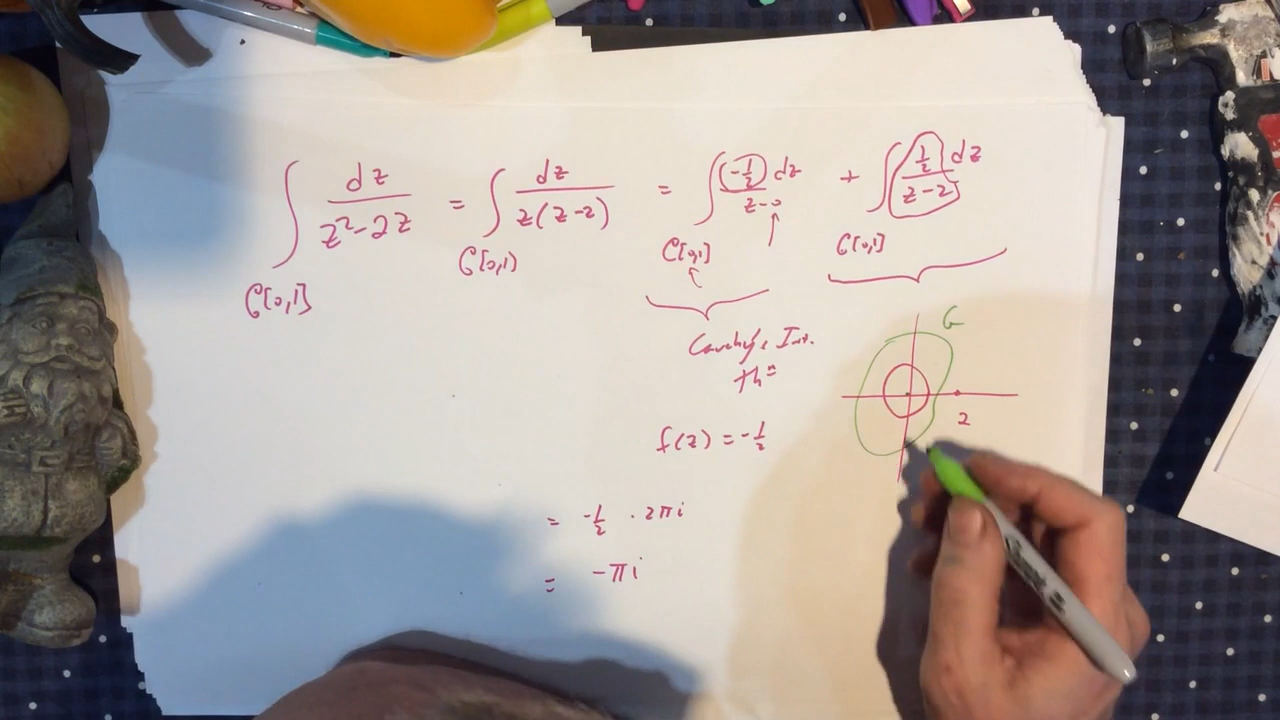 ∫ dz / (z²-2z) = ∫ dz / (z(z-2)) = ∫ (-1/2) / (z-0) dz + ∫ (1/2) / (z-2) dz
C[0,1] C[0,1) C[0,1] C[0,1]
Cauchy's Int.
thᵐ
G
2
f(z) = -1/2
= -1/2 · 2πi
= -πi